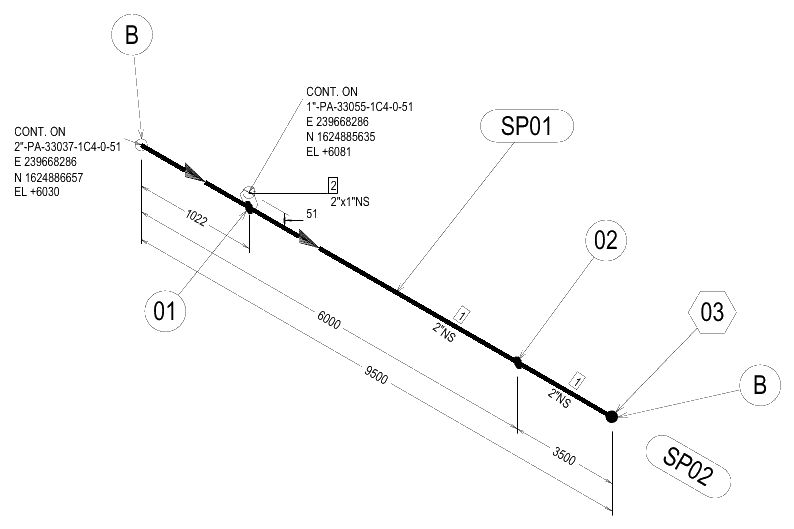 B
CONT. ON
1"-PA-33055-1C4-0-51
E 239668286
N 1624885635
EL +6081
SP01
CONT. ON
2"-PA-33037-1C4-0-51
E 239668286
N 1624886657
EL +6030
2
2"x1"NS
51
1022
02
01
6000
1
2"NS
03
9500
1
2"NS
B
3500
SP02